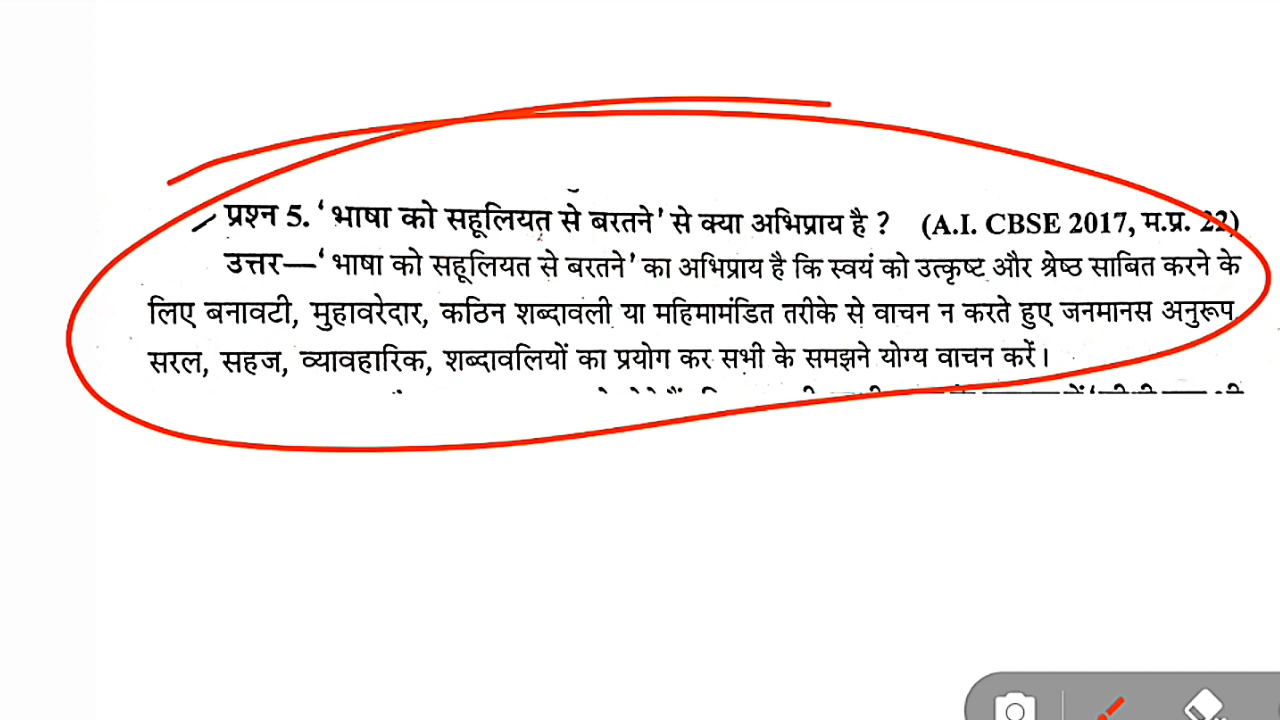 प्रश्न 5. ‘भाषा को सहूलियत से बरतने’ से क्या अभिप्राय है ? (A.I. CBSE 2017, म.प्र. 22)
उत्तर—‘भाषा को सहूलियत से बरतने’ का अभिप्राय है कि स्वयं को उत्कृष्ट और श्रेष्ठ साबित करने के
लिए बनावटी, मुहावरेदार, कठिन शब्दावली या महिमामंडित तरीके से वाचन न करते हुए जनमानस अनुरूप
सरल, सहज, व्यावहारिक, शब्दावलियों का प्रयोग कर सभी के समझने योग्य वाचन करें।